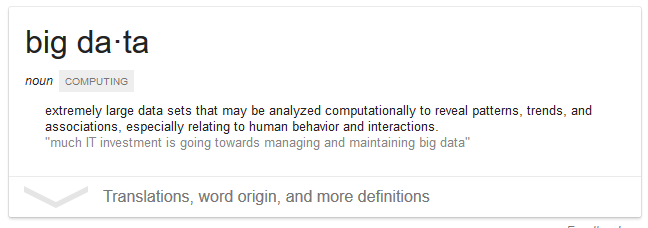 big da·ta
noun COMPUTING
extremely large data sets that may be analyzed computationally to reveal patterns, trends, and
associations, especially relating to human behavior and interactions.
"much IT investment is going towards managing and maintaining big data"
Translations, word origin, and more definitions